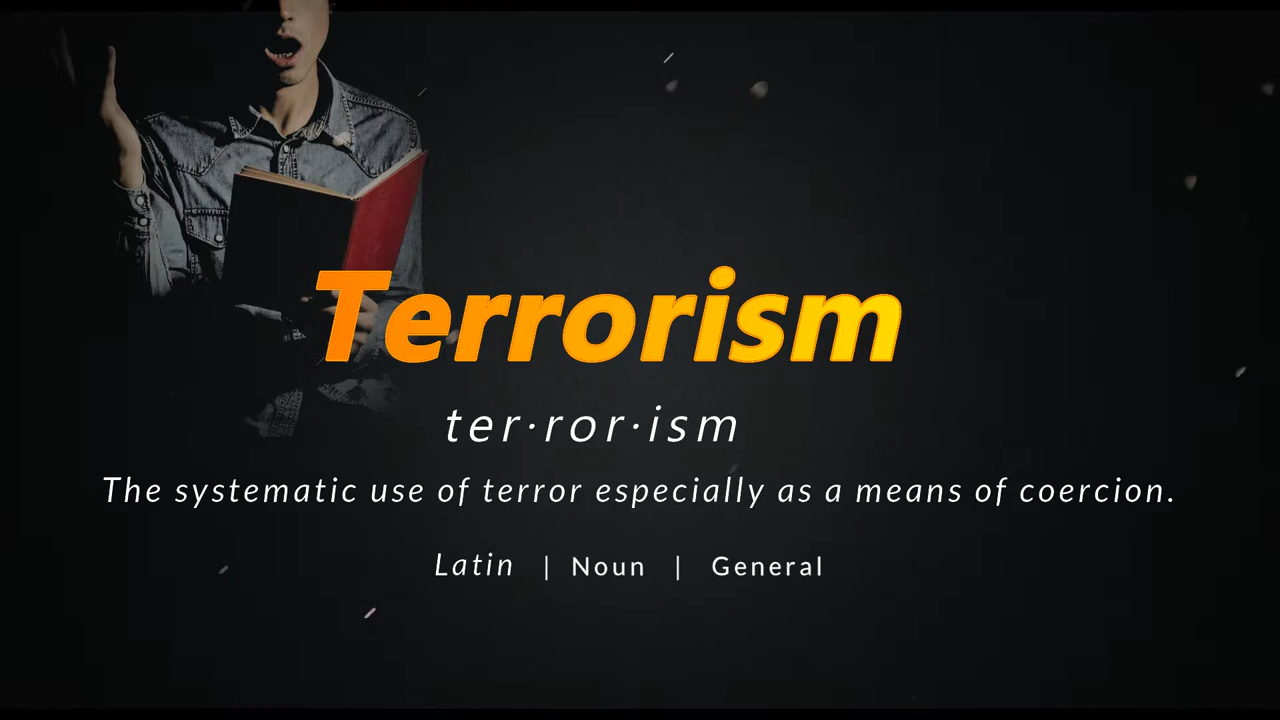 Terrorism
ter·ror·ism
The systematic use of terror especially as a means of coercion.
Latin | Noun | General